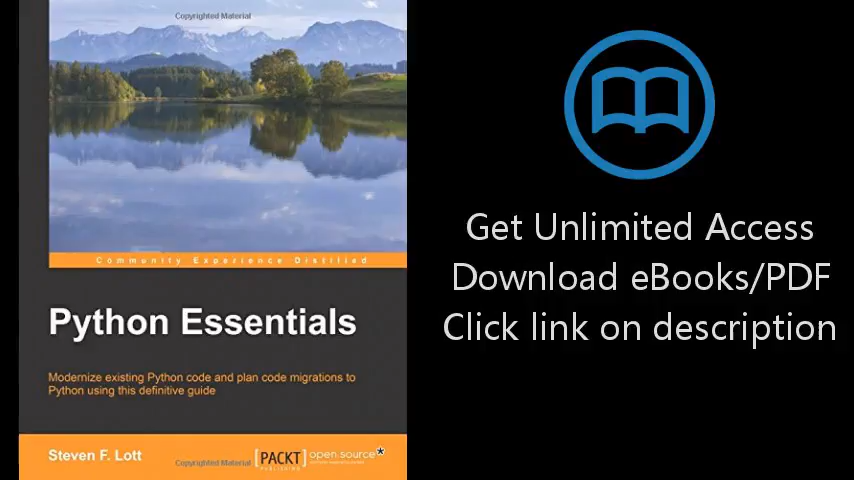 Copyrighted Material
Community Experience Distilled
Python Essentials
Modernize existing Python code and plan code migrations to
Python using this definitive guide
Steven F. Lott
Copyrighted Material
[PACKT] open source*
PUBLISHING
Get Unlimited Access
Download eBooks/PDF
Click link on description